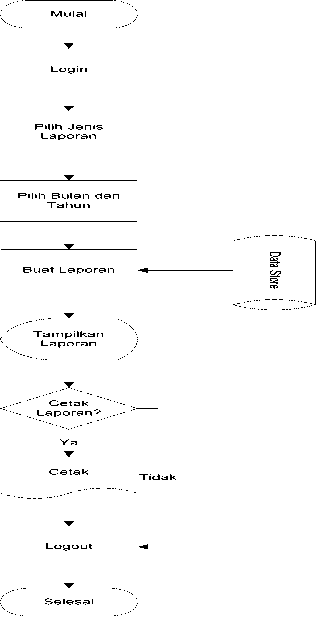 Mulai
Login
Pilih Jenis
Laporan
Pilih Bulan dan
Tahun
Buat Laporan
Data Store
Tampilkan
Laporan
Cetak
Laporan?
Ya
Cetak
Tidak
Logout
Selesai